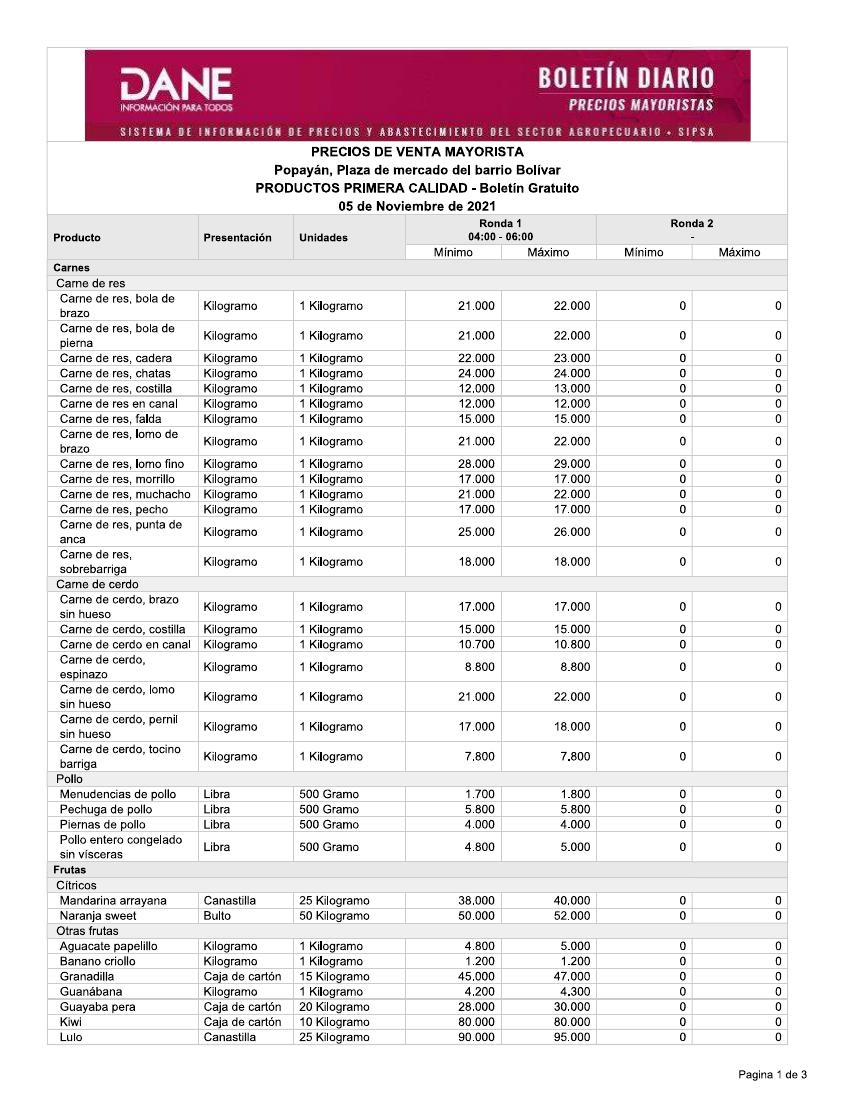 DANE
INFORMACIÓN PARA TODOS
BOLETÍN DIARIO
PRECIOS MAYORISTAS
SISTEMA DE INFORMACIÓN DE PRECIOS Y ABASTECIMIENTO DEL SECTOR AGROPECUARIO • SIPSA
PRECIOS DE VENTA MAYORISTA
Popayán, Plaza de mercado del barrio Bolívar
PRODUCTOS PRIMERA CALIDAD - Boletín Gratuito
05 de Noviembre de 2021
Producto Presentación Unidades Ronda 1 Ronda 2
04:00 - 06:00 -
Mínimo Máximo Mínimo Máximo
Carnes
Carne de res
Carne de res, bola de
brazo Kilogramo 1 Kilogramo 21.000 22.000 0 0
Carne de res, bola de
pierna Kilogramo 1 Kilogramo 21.000 22.000 0 0
Carne de res, cadera Kilogramo 1 Kilogramo 22.000 23.000 0 0
Carne de res, chatas Kilogramo 1 Kilogramo 24.000 24.000 0 0
Carne de res, costilla Kilogramo 1 Kilogramo 12.000 13.000 0 0
Carne de res en canal Kilogramo 1 Kilogramo 12.000 12.000 0 0
Carne de res, falda Kilogramo 1 Kilogramo 15.000 15.000 0 0
Carne de res, lomo de
brazo Kilogramo 1 Kilogramo 21.000 22.000 0 0
Carne de res, lomo fino Kilogramo 1 Kilogramo 28.000 29.000 0 0
Carne de res, morrillo Kilogramo 1 Kilogramo 17.000 17.000 0 0
Carne de res, muchacho Kilogramo 1 Kilogramo 21.000 22.000 0 0
Carne de res, pecho Kilogramo 1 Kilogramo 17.000 17.000 0 0
Carne de res, punta de
anca Kilogramo 1 Kilogramo 25.000 26.000 0 0
Carne de res,
sobrebarriga Kilogramo 1 Kilogramo 18.000 18.000 0 0
Carne de cerdo
Carne de cerdo, brazo
sin hueso Kilogramo 1 Kilogramo 17.000 17.000 0 0
Carne de cerdo, costilla Kilogramo 1 Kilogramo 15.000 15.000 0 0
Carne de cerdo en canal Kilogramo 1 Kilogramo 10.700 10.800 0 0
Carne de cerdo,
espinazo Kilogramo 1 Kilogramo 8.800 8.800 0 0
Carne de cerdo, lomo
sin hueso Kilogramo 1 Kilogramo 21.000 22.000 0 0
Carne de cerdo, pernil
sin hueso Kilogramo 1 Kilogramo 17.000 18.000 0 0
Carne de cerdo, tocino
barriga Kilogramo 1 Kilogramo 7.800 7.800 0 0
Pollo
Menudencias de pollo Libra 500 Gramo 1.700 1.800 0 0
Pechuga de pollo Libra 500 Gramo 5.800 5.800 0 0
Piernas de pollo Libra 500 Gramo 4.000 4.000 0 0
Pollo entero congelado
sin vísceras Libra 500 Gramo 4.800 5.000 0 0
Frutas
Cítricos
Mandarina arrayana Canastilla 25 Kilogramo 38.000 40.000 0 0
Naranja sweet Bulto 50 Kilogramo 50.000 52.000 0 0
Otras frutas
Aguacate papelillo Kilogramo 1 Kilogramo 4.800 5.000 0 0
Banano criollo Kilogramo 1 Kilogramo 1.200 1.200 0 0
Granadilla Caja de cartón 15 Kilogramo 45.000 47.000 0 0
Guanábana Kilogramo 1 Kilogramo 4.200 4.300 0 0
Guayaba pera Caja de cartón 20 Kilogramo 28.000 30.000 0 0
Kiwi Caja de cartón 10 Kilogramo 80.000 80.000 0 0
Lulo Canastilla 25 Kilogramo 90.000 95.000 0 0
Pagina 1 de 3